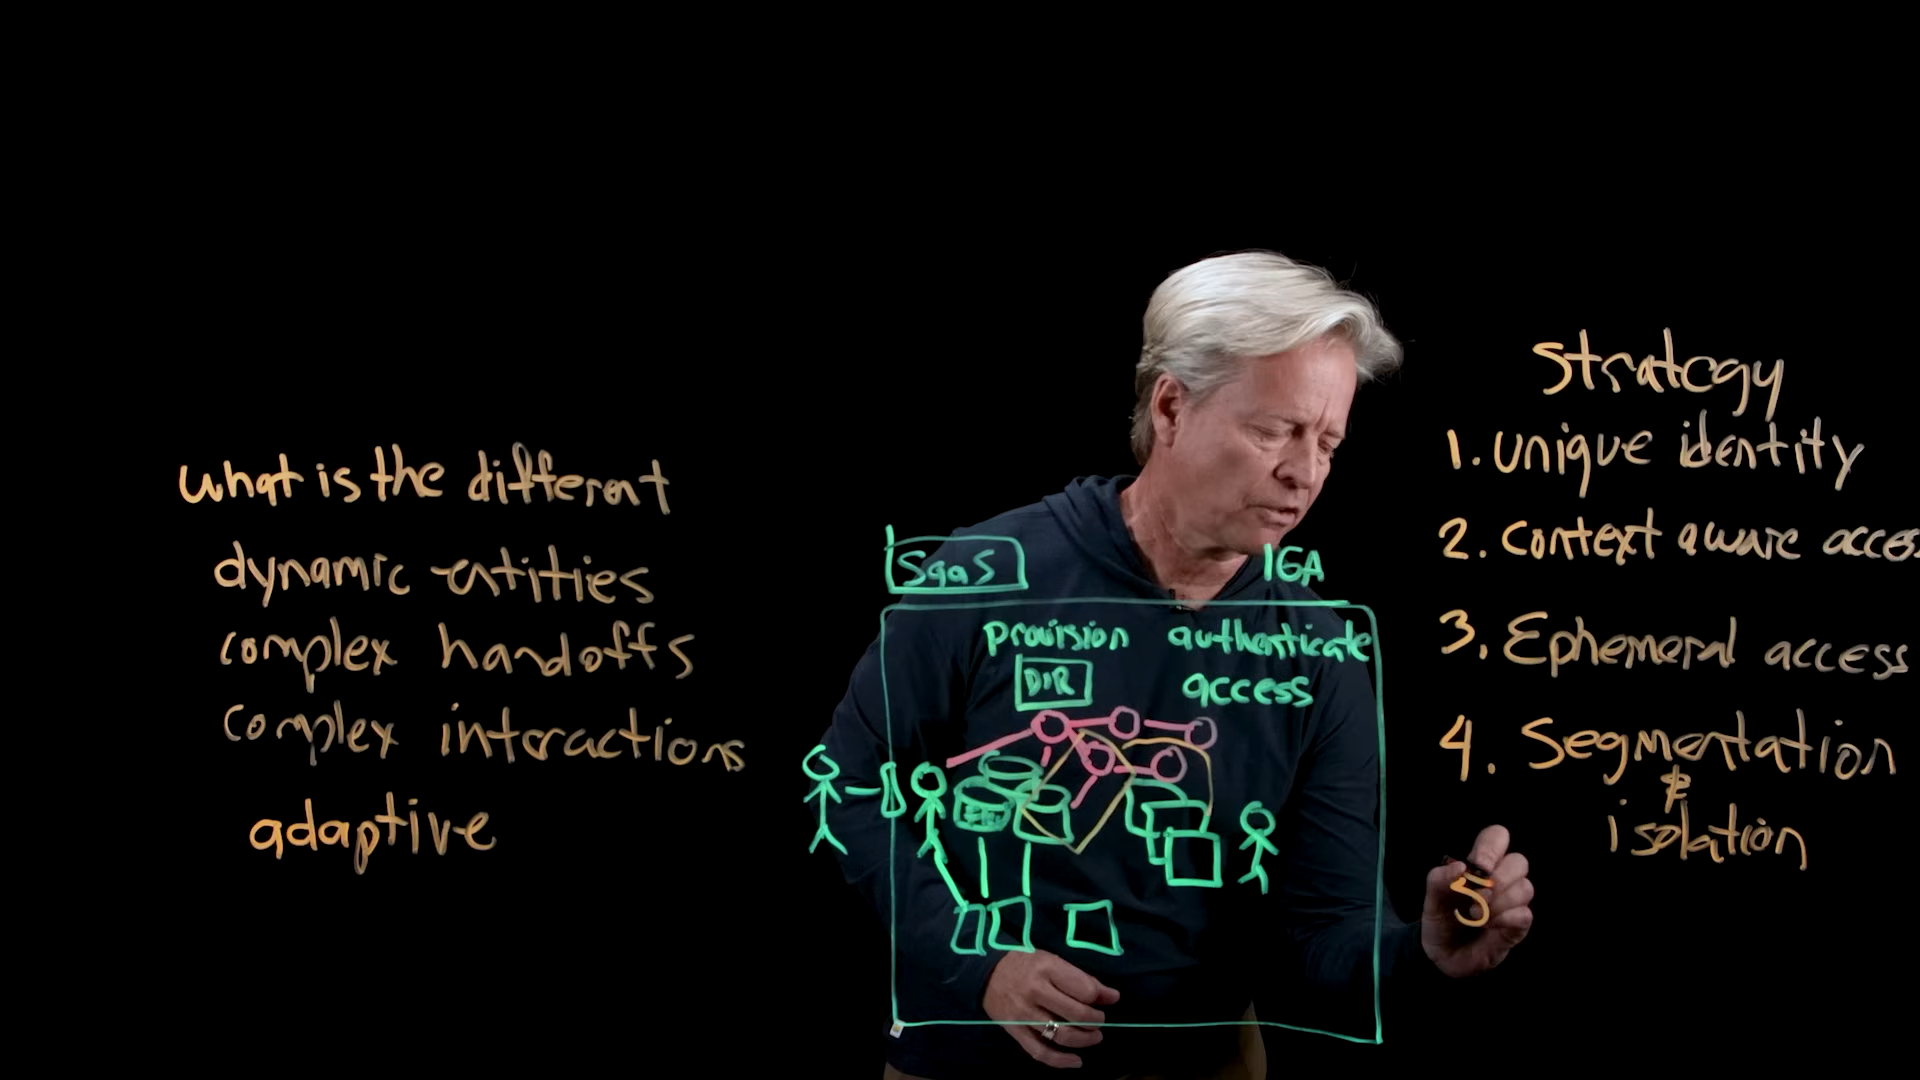 what is the different
dynamic entities
complex handoffs
complex interactions
adaptive
SaaS
IGA
provision authenticate
DIR
access
Strategy
1. unique identity
2. Context aware access
3. Ephemeral access
4. Segmentation
&
isolation
5